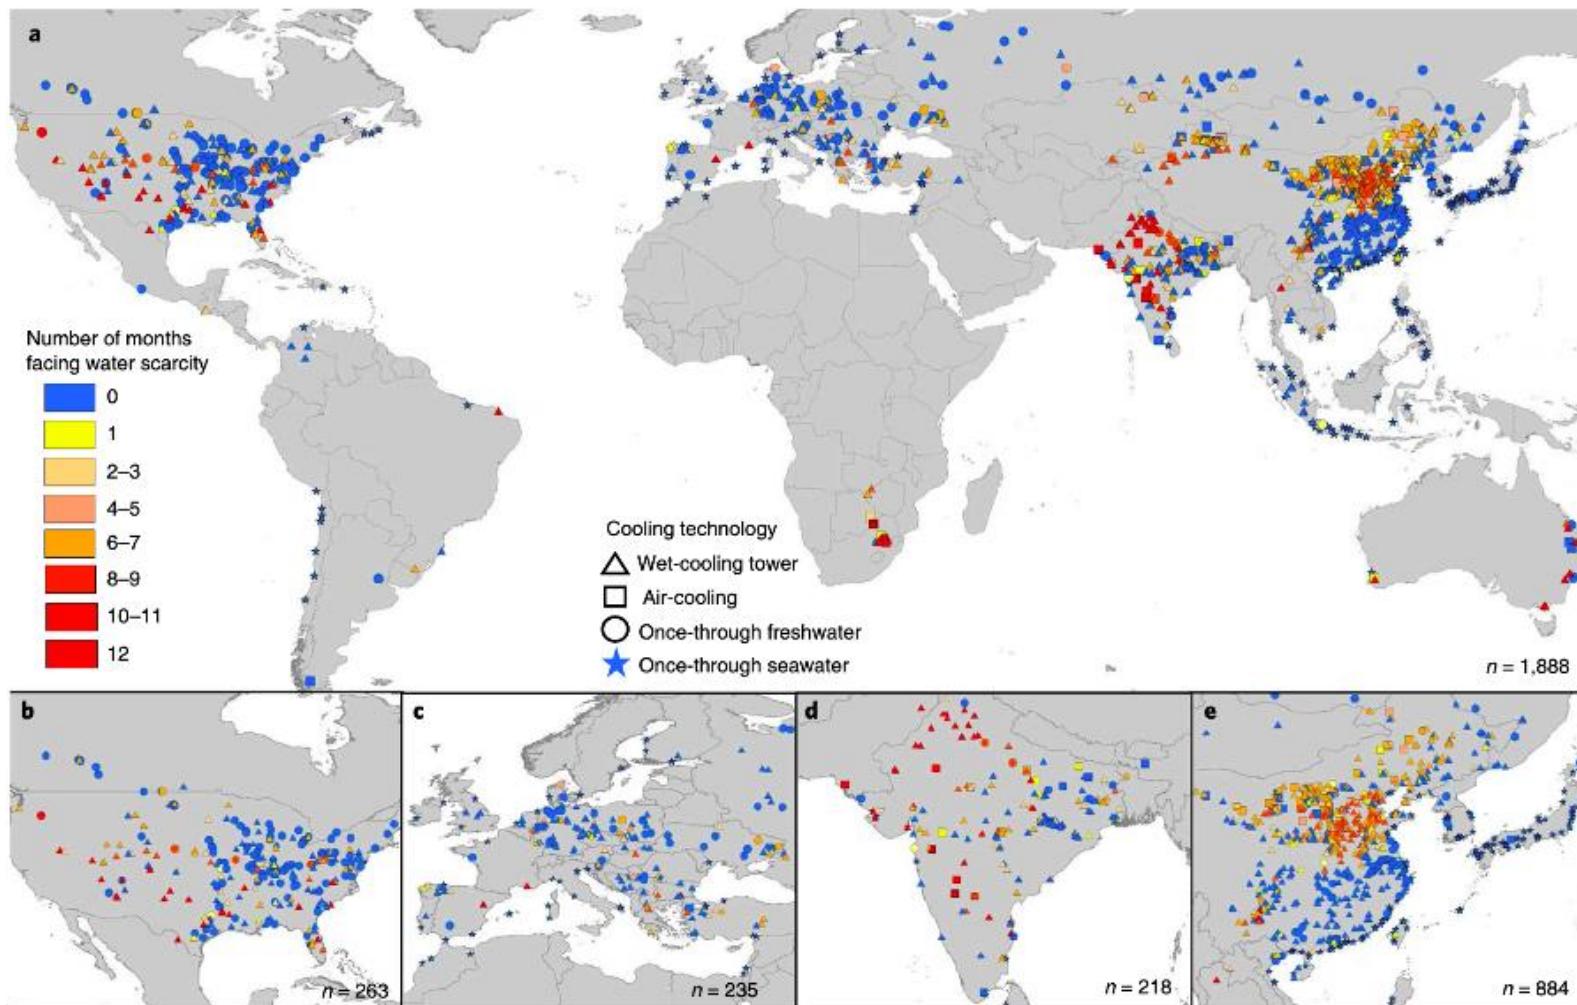 a
Number of months
facing water scarcity
0
1
2–3
4–5
6–7
8–9
10–11
12
Cooling technology
Wet-cooling tower
Air-cooling
Once-through freshwater
Once-through seawater
n = 1,888
b
n = 263
c
n = 235
d
n = 218
e
n = 884